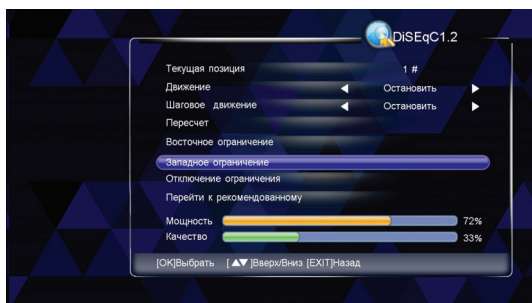 DiSEqC1.2
Текущая позиция 1 #
Движение ◀ Остановить ▶
Шаговое движение ◀ Остановить ▶
Пересчет
Восточное ограничение
Западное ограничение
Отключение ограничения
Перейти к рекомендованному
Мощность 72%
Качество 33%
[OK]Выбрать [▲▼]Вверх/Вниз [EXIT]Назад